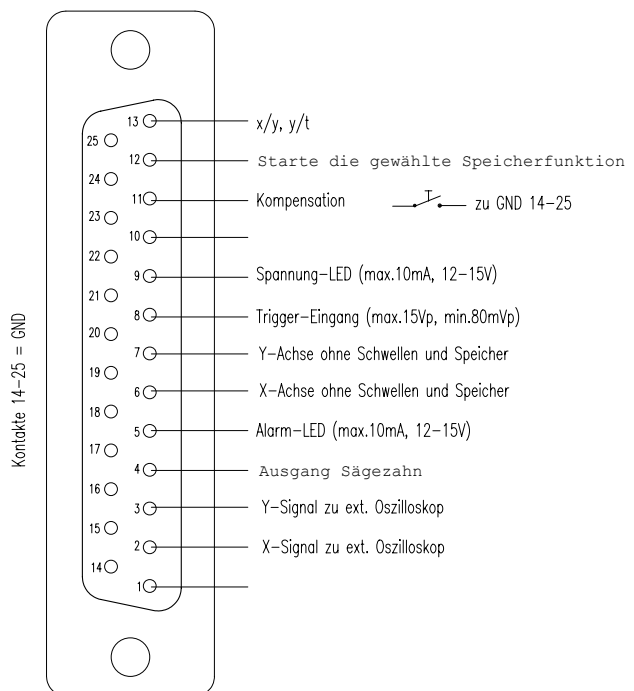 13 x/y, y/t
25
12 Starte die gewählte Speicherfunktion
24
11 Kompensation zu GND 14-25
23
10
22
9 Spannung-LED (max.10mA, 12-15V)
21
8 Trigger-Eingang (max.15Vp, min.80mVp)
20
7 Y-Achse ohne Schwellen und Speicher
19
6 X-Achse ohne Schwellen und Speicher
18
5 Alarm-LED (max.10mA, 12-15V)
17
4 Ausgang Sägezahn
16
3 Y-Signal zu ext. Oszilloskop
15
2 X-Signal zu ext. Oszilloskop
14
1
Kontakte 14-25 = GND